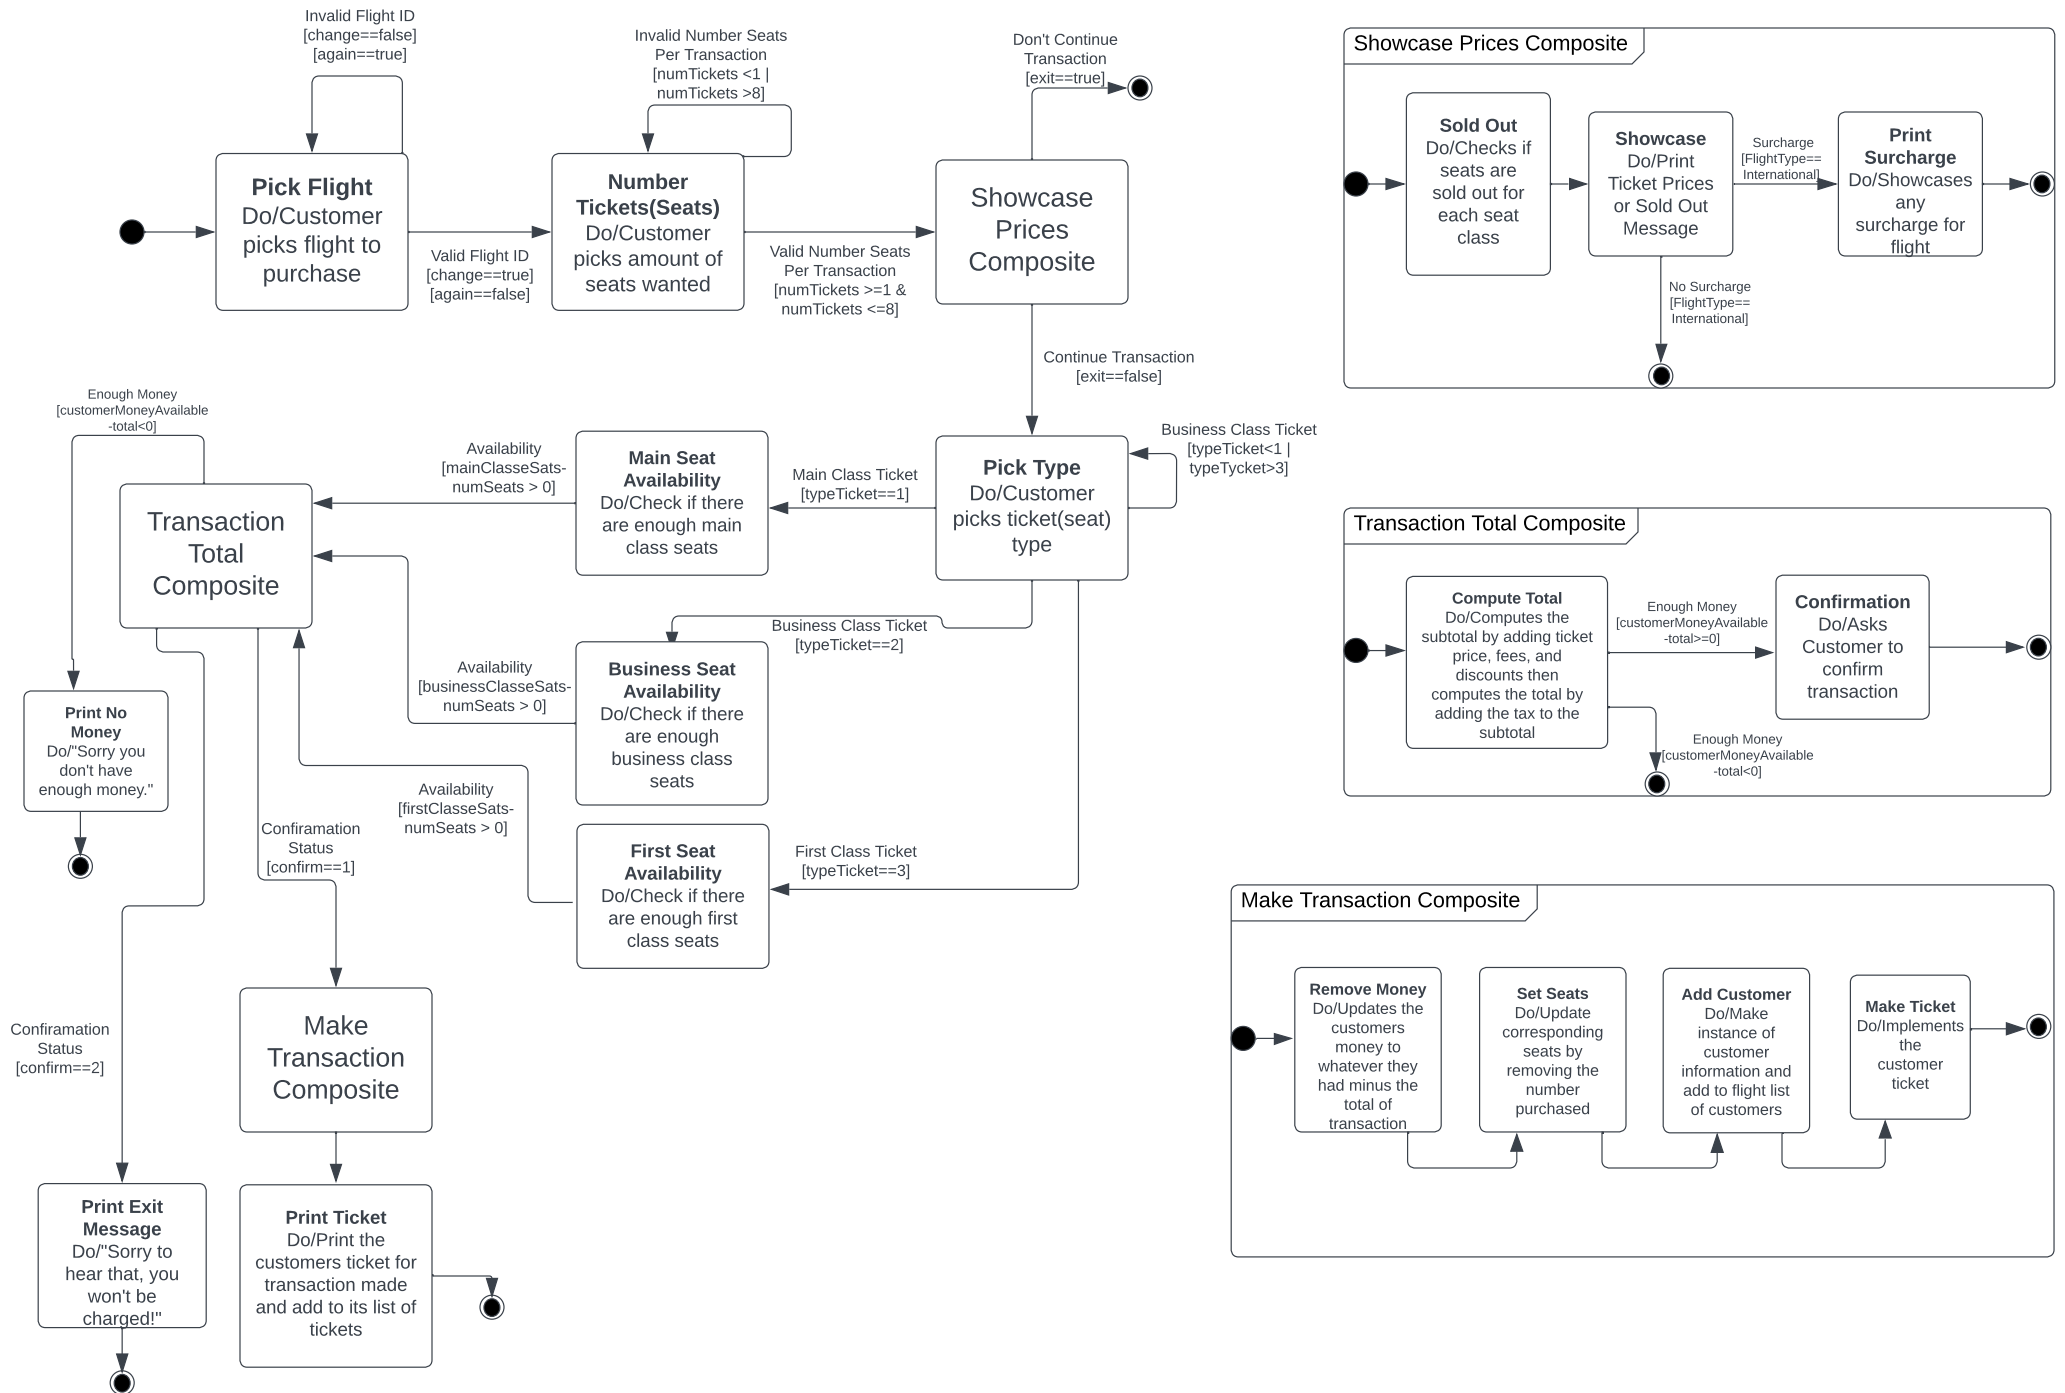 Invalid Flight ID
[change==false]
[again==true]
Invalid Number Seats
Per Transaction
[numTickets <1 |
numTickets >8]
Don't Continue
Transaction
[exit==true]
Pick Flight
Do/Customer
picks flight to
purchase
Valid Flight ID
[change==true]
[again==false]
Number
Tickets(Seats)
Do/Customer
picks amount of
seats wanted
Valid Number Seats
Per Transaction
[numTickets >=1 &
numTickets <=8]
Showcase
Prices
Composite
Continue Transaction
[exit==false]
Enough Money
[customerMoneyAvailable
-total<0]
Transaction
Total
Composite
Availability
[mainClasseSats-
numSeats > 0]
Main Seat
Availability
Do/Check if there
are enough main
class seats
Main Class Ticket
[typeTicket==1]
Pick Type
Do/Customer
picks ticket(seat)
type
Business Class Ticket
[typeTicket<1 |
typeTycket>3]
Business Class Ticket
[typeTicket==2]
Availability
[businessClasseSats-
numSeats > 0]
Business Seat
Availability
Do/Check if there
are enough
business class
seats
Print No
Money
Do/"Sorry you
don't have
enough money."
Availability
[firstClasseSats-
numSeats > 0]
First Seat
Availability
Do/Check if there
are enough first
class seats
First Class Ticket
[typeTicket==3]
Confiramation
Status
[confirm==1]
Confiramation
Status
[confirm==2]
Make
Transaction
Composite
Print Exit
Message
Do/"Sorry to
hear that, you
won't be
charged!"
Print Ticket
Do/Print the
customers ticket for
transaction made
and add to its list of
tickets
Showcase Prices Composite
Sold Out
Do/Checks if
seats are
sold out for
each seat
class
Showcase
Do/Print
Ticket Prices
or Sold Out
Message
Surcharge
[FlightType==
International]
Print
Surcharge
Do/Showcases
any
surcharge for
flight
No Surcharge
[FlightType==
International]
Transaction Total Composite
Compute Total
Do/Computes the
subtotal by adding ticket
price, fees, and
discounts then
computes the total by
adding the tax to the
subtotal
Enough Money
[customerMoneyAvailable
-total>=0]
Confirmation
Do/Asks
Customer to
confirm
transaction
Enough Money
[customerMoneyAvailable
-total<0]
Make Transaction Composite
Remove Money
Do/Updates the
customers
money to
whatever they
had minus the
total of
transaction
Set Seats
Do/Update
corresponding
seats by
removing the
number
purchased
Add Customer
Do/Make
instance of
customer
information and
add to flight list
of customers
Make Ticket
Do/Implements
the
customer
ticket